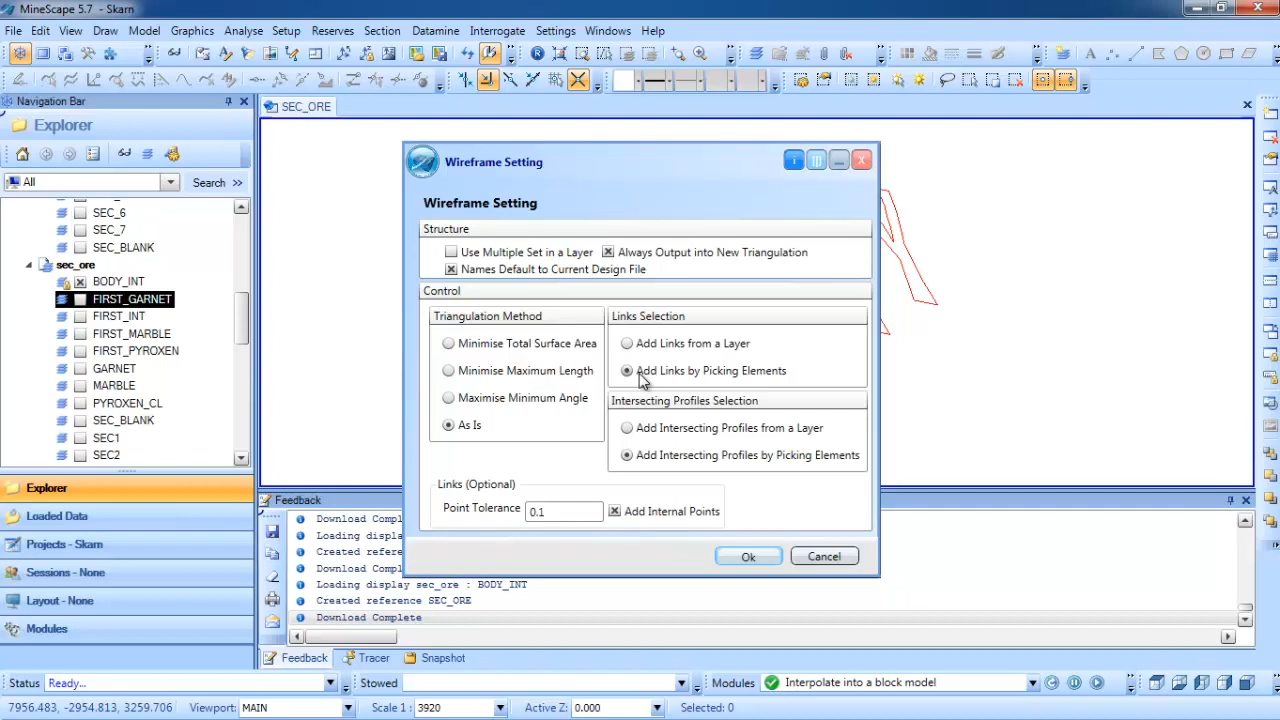 MineScape 5.7 - Skarn
File Edit View Draw Model Graphics Analyse Setup Reserves Section Datamine Interrogate Settings Windows Help
Navigation Bar
Explorer
All
Search »
SEC_6
SEC_7
SEC_BLANK
sec_ore
BODY_INT
FIRST_GARNET
FIRST_INT
FIRST_MARBLE
FIRST_PYROXEN
GARNET
MARBLE
PYROXEN_CL
SEC_BLANK
SEC1
SEC2
Explorer
Loaded Data
Projects - Skarn
Sessions - None
Layout - None
Modules
SEC_ORE
Wireframe Setting
Wireframe Setting
Structure
Use Multiple Set in a Layer Always Output into New Triangulation
Names Default to Current Design File
Control
Triangulation Method
Minimise Total Surface Area
Minimise Maximum Length
Maximise Minimum Angle
As Is
Links Selection
Add Links from a Layer
Add Links by Picking Elements
Intersecting Profiles Selection
Add Intersecting Profiles from a Layer
Add Intersecting Profiles by Picking Elements
Links (Optional)
Point Tolerance 0.1 Add Internal Points
Ok Cancel
Feedback
Download Compl
Loading displa
Created refere
Download Compl
Loading display sec_ore : BODY_INT
Created reference SEC_ORE
Download Complete
Feedback Tracer Snapshot
Status Ready... Stowed Modules Interpolate into a block model
7956.483, -2954.813, 3259.706 Viewport: MAIN Scale 1 : 3920 Active Z: 0.000 Selected: 0